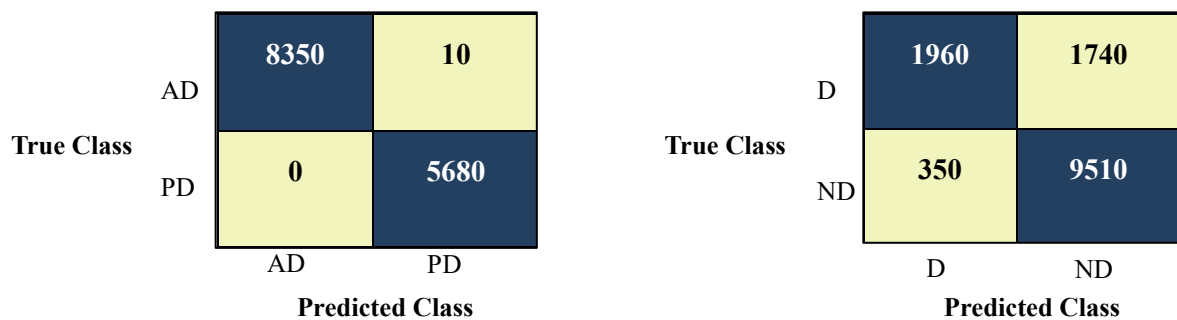 8350 10
AD
True Class
PD
0 5680
AD PD
Predicted Class
1960 1740
D
True Class
ND
350 9510
D ND
Predicted Class